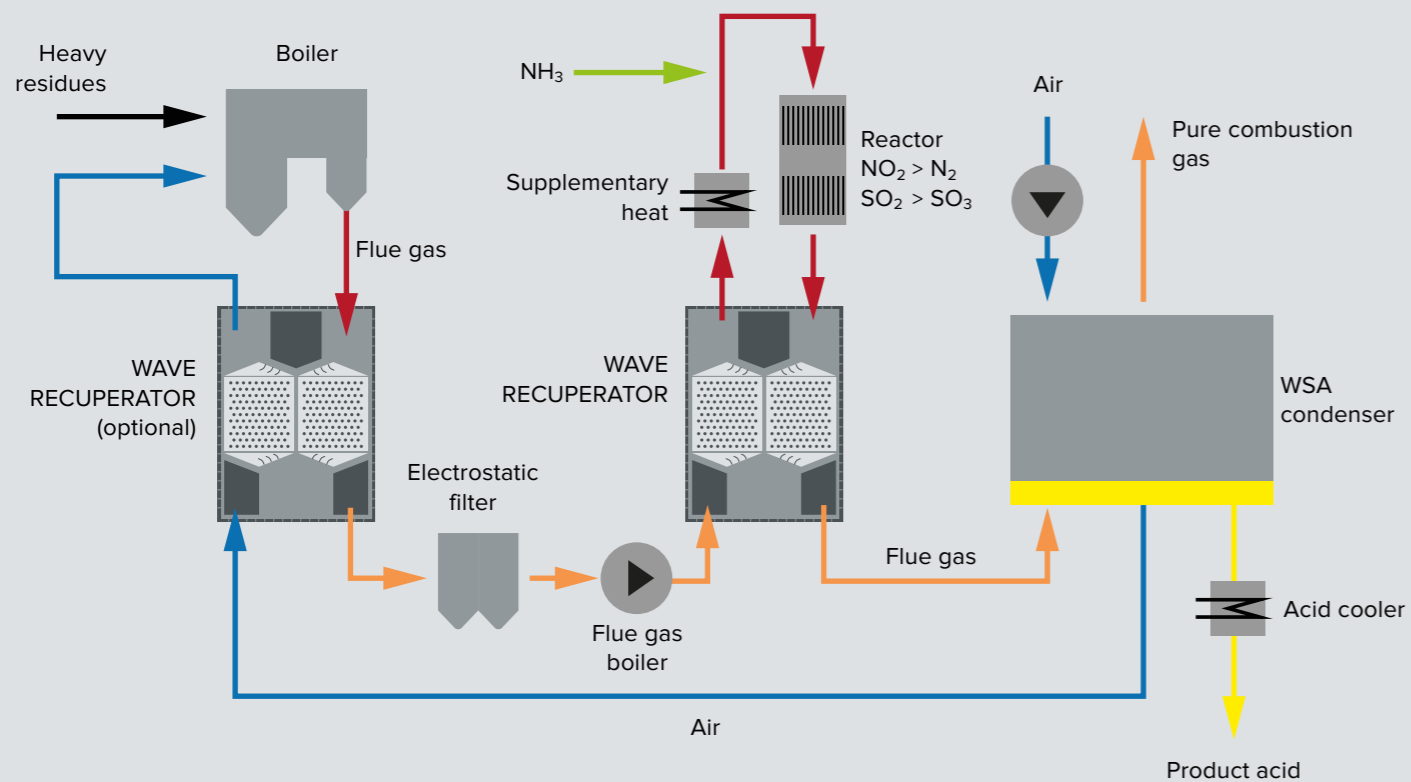 Heavy
residues
Boiler
Flue gas
WAVE
RECUPERATOR
(optional)
Electrostatic
filter
Flue gas
boiler
NH₃
Supplementary
heat
Reactor
NO₂ > N₂
SO₂ > SO₃
WAVE
RECUPERATOR
Flue gas
Air
Pure combustion
gas
WSA
condenser
Acid cooler
Air
Product acid